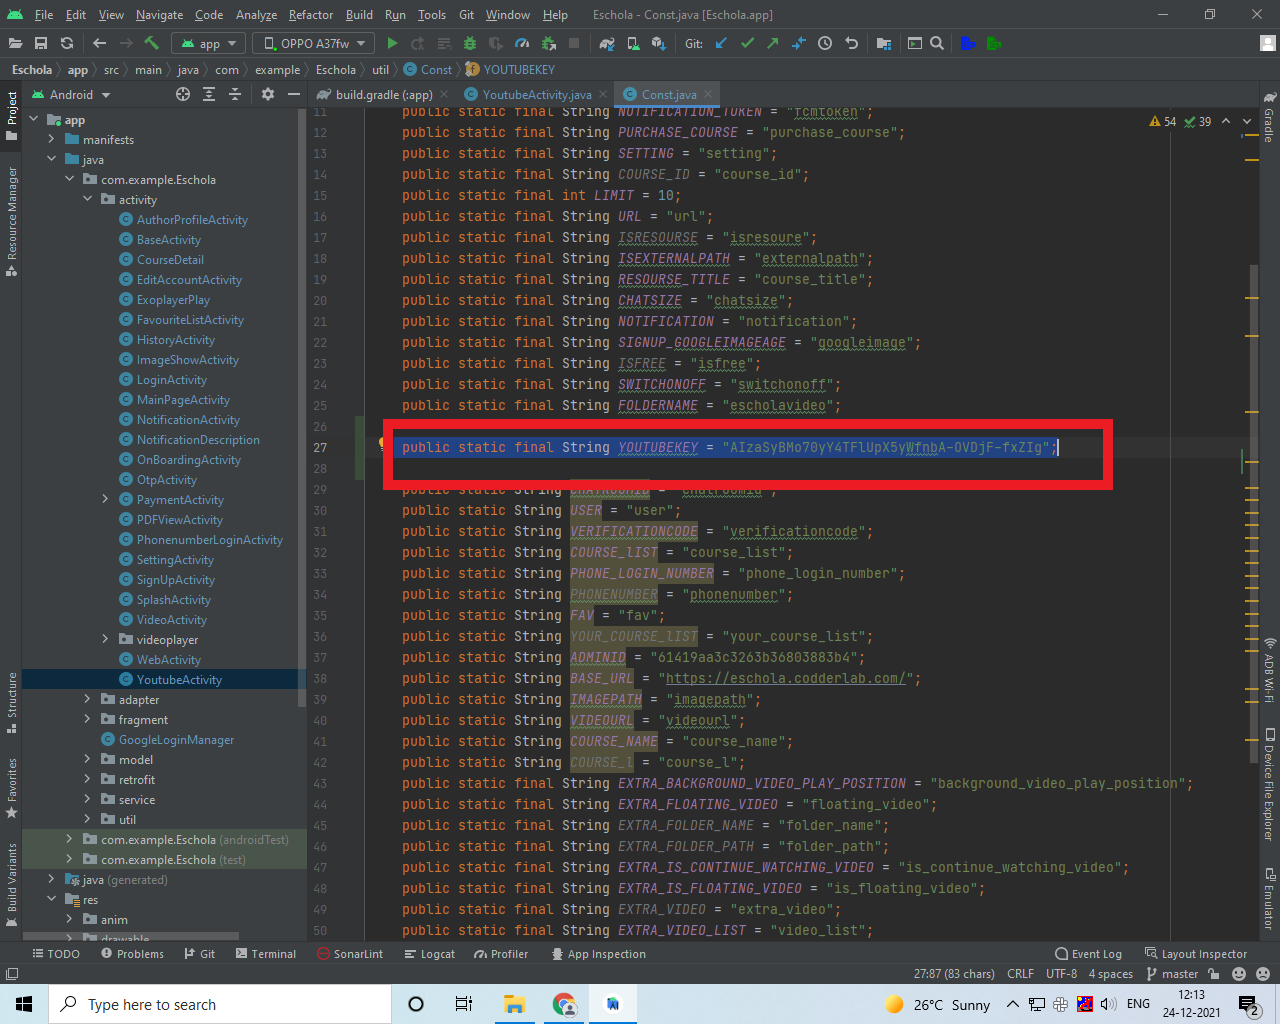 File Edit View Navigate Code Analyze Refactor Build Run Tools Git Window Help Eschola - Const.java [Eschola.app]
app OPPO A37fw Git:
Eschola app src main java com example Eschola util Const YOUTUBEKEY
Android build.gradle (:app) YoutubeActivity.java Const.java
54 39
Project
Resource Manager
Structure
Favorites
Build Variants
app
manifests
java
com.example.Eschola
activity
AuthorProfileActivity
BaseActivity
CourseDetail
EditAccountActivity
ExoplayerPlay
FavouriteListActivity
HistoryActivity
ImageShowActivity
LoginActivity
MainPageActivity
NotificationActivity
NotificationDescription
OnBoardingActivity
OtpActivity
PaymentActivity
PDFViewActivity
PhonenumberLoginActivity
SettingActivity
SignUpActivity
SplashActivity
VideoActivity
videoplayer
WebActivity
YoutubeActivity
adapter
fragment
GoogleLoginManager
model
retrofit
service
util
com.example.Eschola (androidTest)
com.example.Eschola (test)
java (generated)
res
anim
drawable
11 public static final String NOTIFICATION_TOKEN = "fcmtoken";
12 public static final String PURCHASE_COURSE = "purchase_course";
13 public static final String SETTING = "setting";
14 public static final String COURSE_ID = "course_id";
15 public static final int LIMIT = 10;
16 public static final String URL = "url";
17 public static final String ISRESOURSE = "isresoure";
18 public static final String ISEXTERNALPATH = "externalpath";
19 public static final String RESOURSE_TITLE = "course_title";
20 public static final String CHATSIZE = "chatsize";
21 public static final String NOTIFICATION = "notification";
22 public static final String SIGNUP_GOOGLEIMAGEAGE = "googleimage";
23 public static final String ISFREE = "isfree";
24 public static final String SWITCHONOFF = "switchonoff";
25 public static final String FOLDERNAME = "escholavideo";
26
27 public static final String YOUTUBEKEY = "AIzaSyBMo70yY4TFlUpX5yWfnbA-OVDjF-fxZIg";
28
29 public static String CHATROOMID = "chatroomid";
30 public static String USER = "user";
31 public static String VERIFICATIONCODE = "verificationcode";
32 public static String COURSE_lIST = "course_list";
33 public static String PHONE_LOGIN_NUMBER = "phone_login_number";
34 public static String PHONENUMBER = "phonenumber";
35 public static String FAV = "fav";
36 public static String YOUR_COURSE_LIST = "your_course_list";
37 public static String ADMINID = "61419aa3c3263b36803883b4";
38 public static String BASE_URL = "https://eschola.codderlab.com/";
39 public static String IMAGEPATH = "imagepath";
40 public static String VIDEOURL = "videourl";
41 public static String COURSE_NAME = "course_name";
42 public static String COURSE_l = "course_l";
43 public static final String EXTRA_BACKGROUND_VIDEO_PLAY_POSITION = "background_video_play_position";
44 public static final String EXTRA_FLOATING_VIDEO = "floating_video";
45 public static final String EXTRA_FOLDER_NAME = "folder_name";
46 public static final String EXTRA_FOLDER_PATH = "folder_path";
47 public static final String EXTRA_IS_CONTINUE_WATCHING_VIDEO = "is_continue_watching_video";
48 public static final String EXTRA_IS_FLOATING_VIDEO = "is_floating_video";
49 public static final String EXTRA_VIDEO = "extra_video";
50 public static final String EXTRA_VIDEO_LIST = "video_list";
Gradle
ADB Wi-Fi
Device File Explorer
Emulator
TODO Problems Git Terminal SonarLint Logcat Profiler App Inspection Event Log Layout Inspector
27:87 (83 chars) CRLF UTF-8 4 spaces master
Type here to search 26°C Sunny ENG 12:13
24-12-2021
2